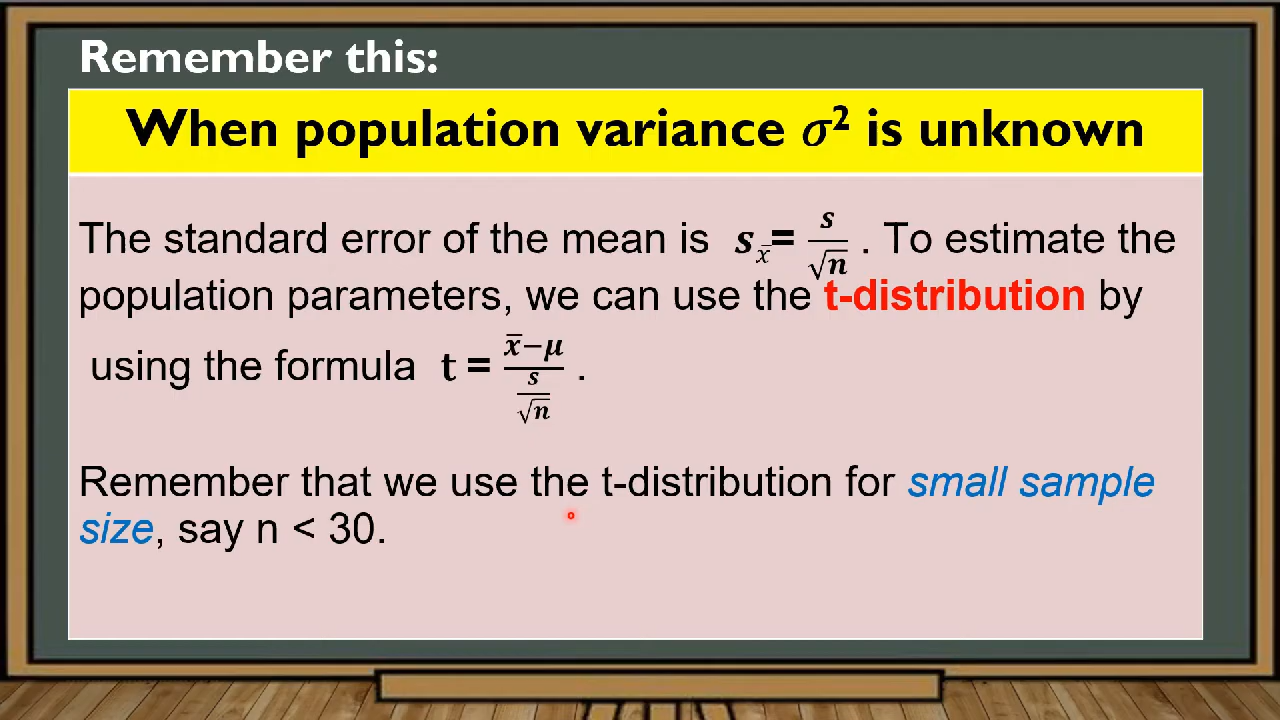 Remember this:
When population variance σ² is unknown
The standard error of the mean is s_x̄ = s/√n . To estimate the
population parameters, we can use the t-distribution by
using the formula t = (x̄−μ)/(s/√n) .
Remember that we use the t-distribution for small sample
size, say n < 30.